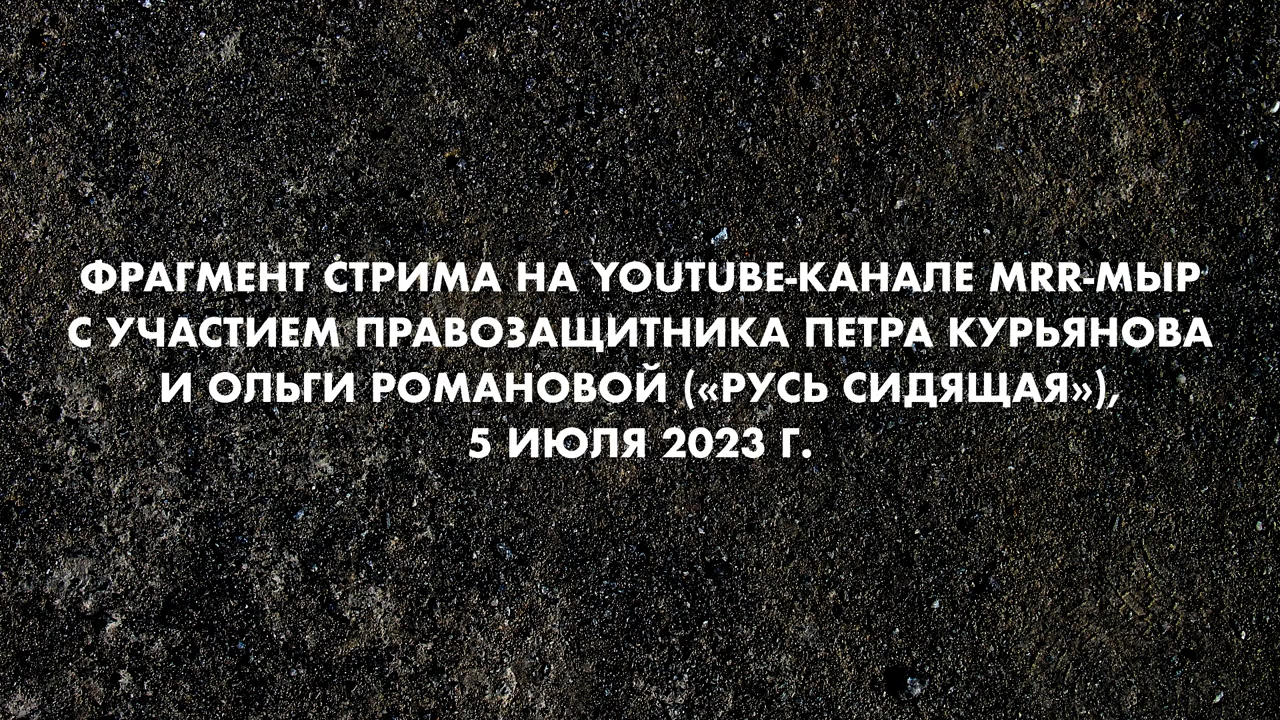 ФРАГМЕНТ СТРИМА НА YOUTUBE-КАНАЛЕ MRR-МЫР
С УЧАСТИЕМ ПРАВОЗАЩИТНИКА ПЕТРА КУРЬЯНОВА
И ОЛЬГИ РОМАНОВОЙ («РУСЬ СИДЯЩАЯ»),
5 ИЮЛЯ 2023 Г.